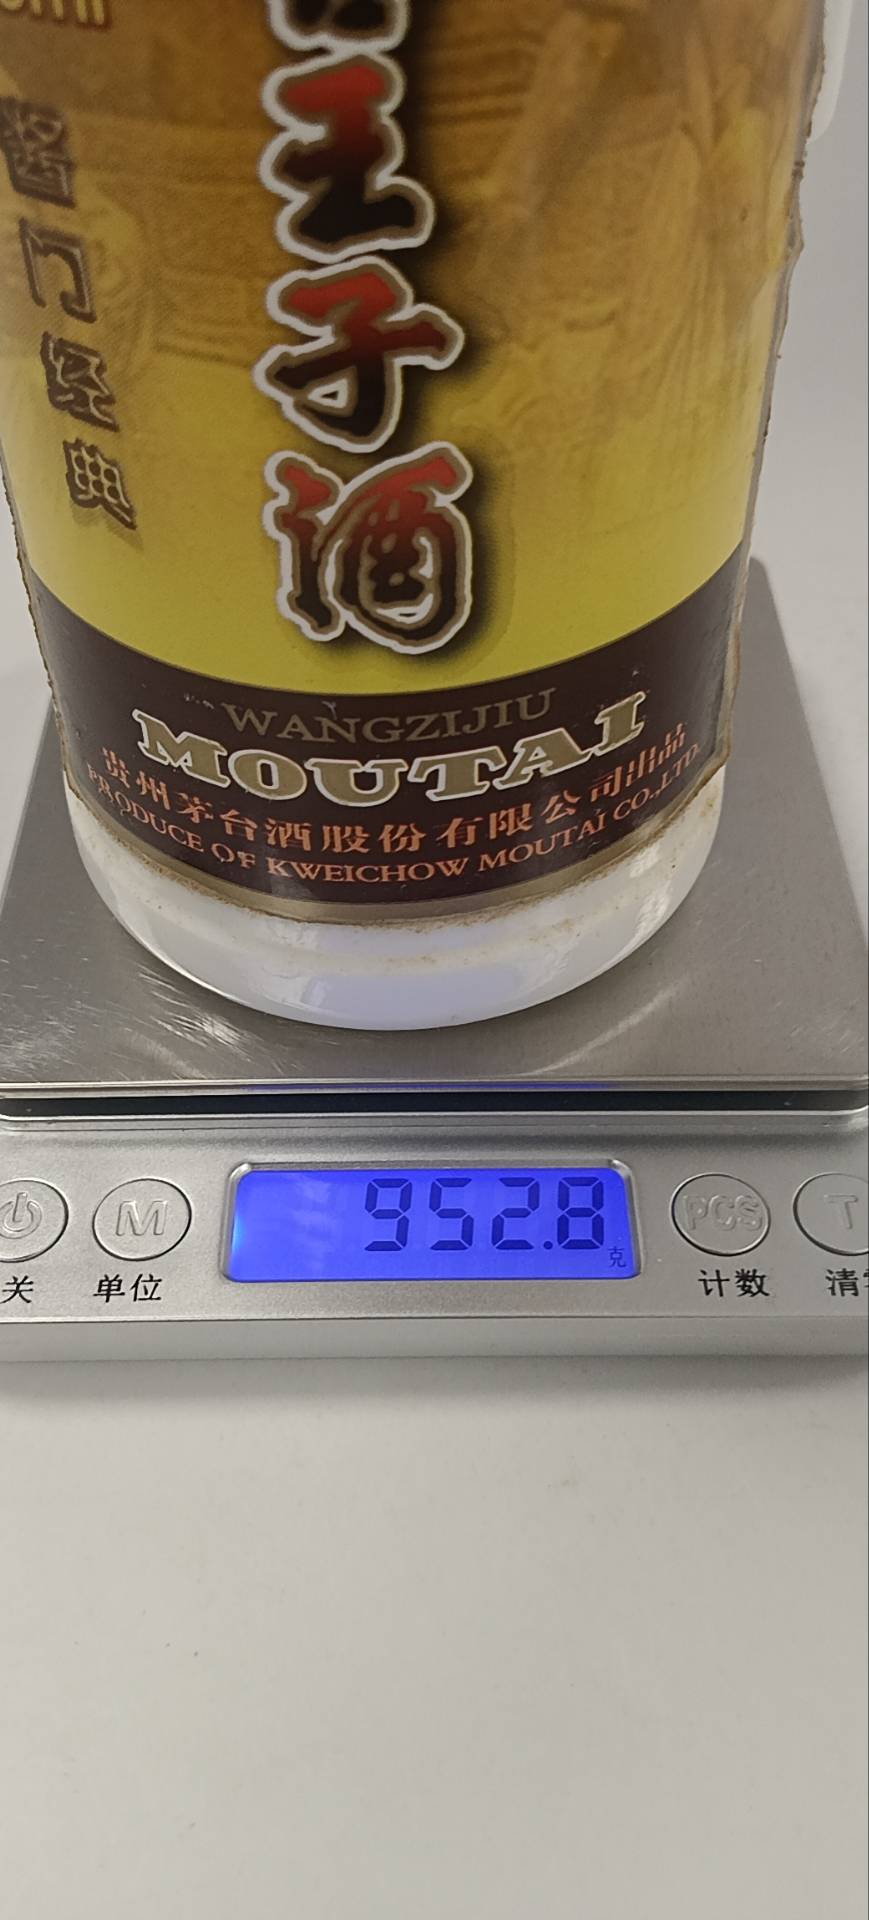 王子酒
酱门经典
WANGZIJIU
MOUTAI
贵州茅台酒股份有限公司出品
PRODUCE OF KWEICHOW MOUTAI CO.,LTD.
952.8
克
M
PCS
T
关
单位
计数
清